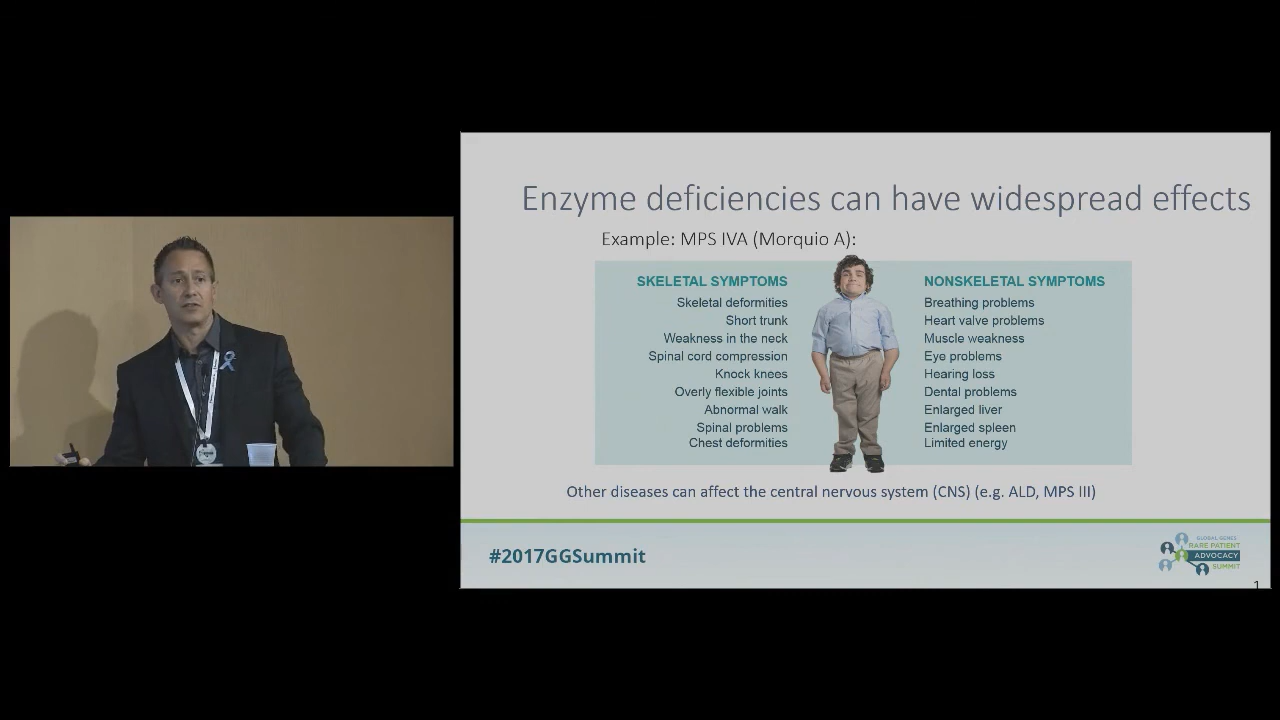 Enzyme deficiencies can have widespread effects
Example: MPS IVA (Morquio A):
SKELETAL SYMPTOMS
Skeletal deformities
Short trunk
Weakness in the neck
Spinal cord compression
Knock knees
Overly flexible joints
Abnormal walk
Spinal problems
Chest deformities
NONSKELETAL SYMPTOMS
Breathing problems
Heart valve problems
Muscle weakness
Eye problems
Hearing loss
Dental problems
Enlarged liver
Enlarged spleen
Limited energy
Other diseases can affect the central nervous system (CNS) (e.g. ALD, MPS III)
#2017GGSummit
GLOBAL GENES
RARE PATIENT
ADVOCACY
SUMMIT
1